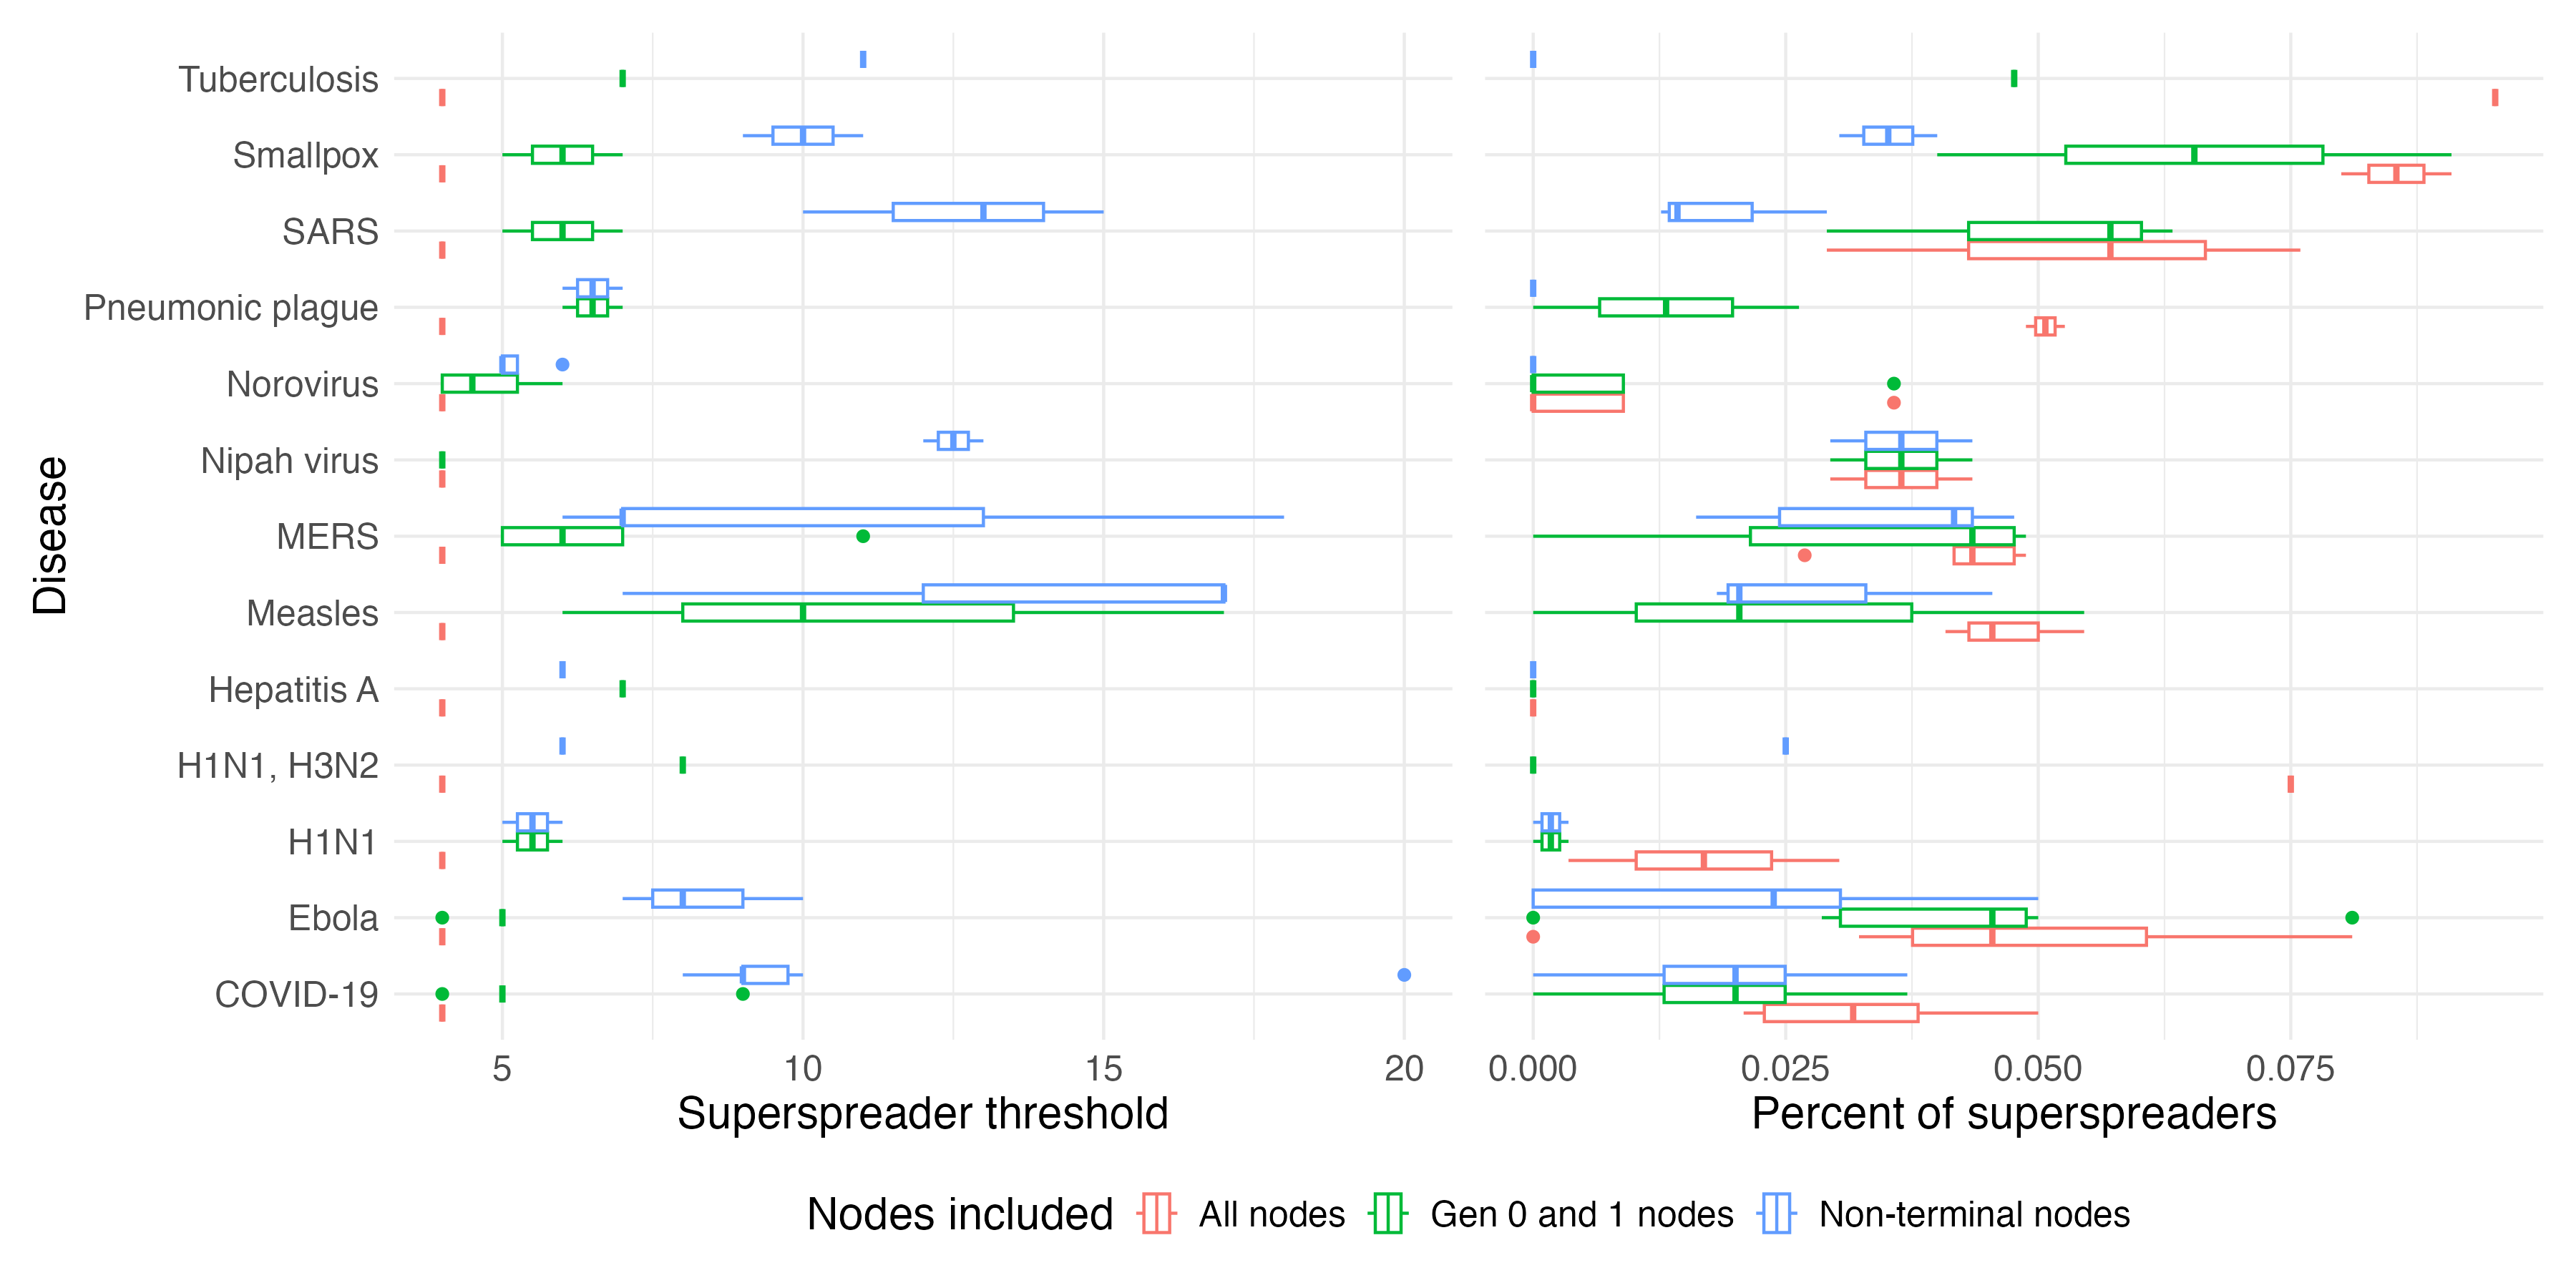 Disease
Tuberculosis
Smallpox
SARS
Pneumonic plague
Norovirus
Nipah virus
MERS
Measles
Hepatitis A
H1N1, H3N2
H1N1
Ebola
COVID-19
5 10 15 20 0.000 0.025 0.050 0.075
Superspreader threshold Percent of superspreaders
Nodes included All nodes Gen 0 and 1 nodes Non-terminal nodes